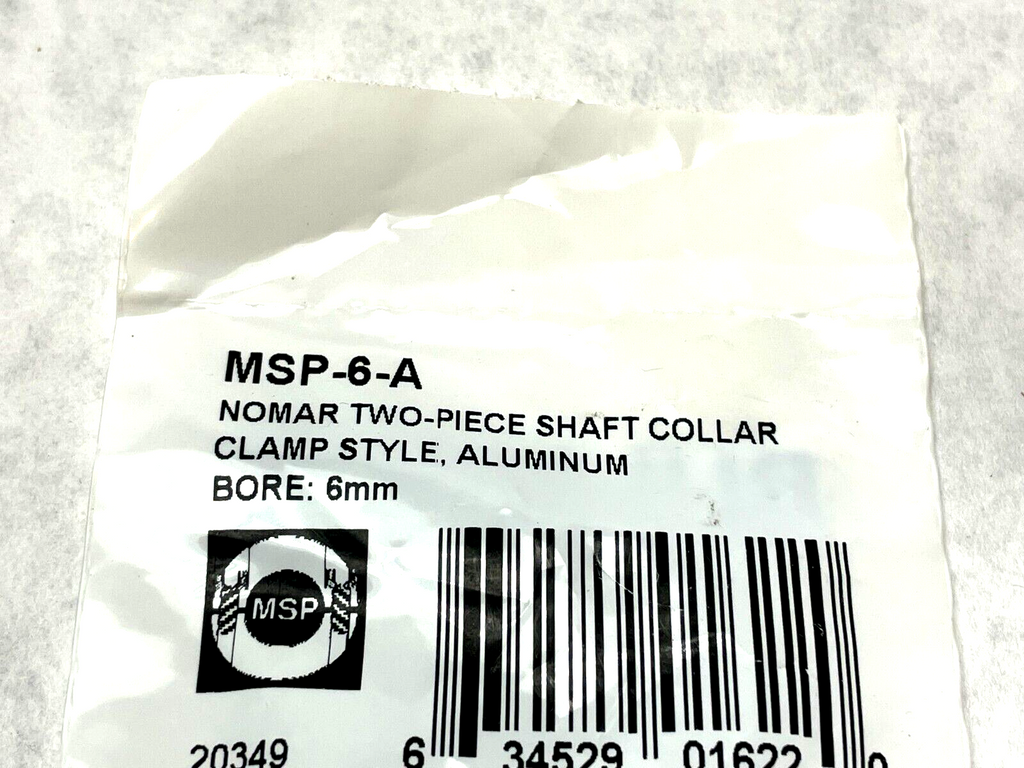 MSP-6-A
NOMAR TWO-PIECE SHAFT COLLAR
CLAMP STYLE, ALUMINUM
BORE: 6mm
MSP
20349 6 34529 01622 0